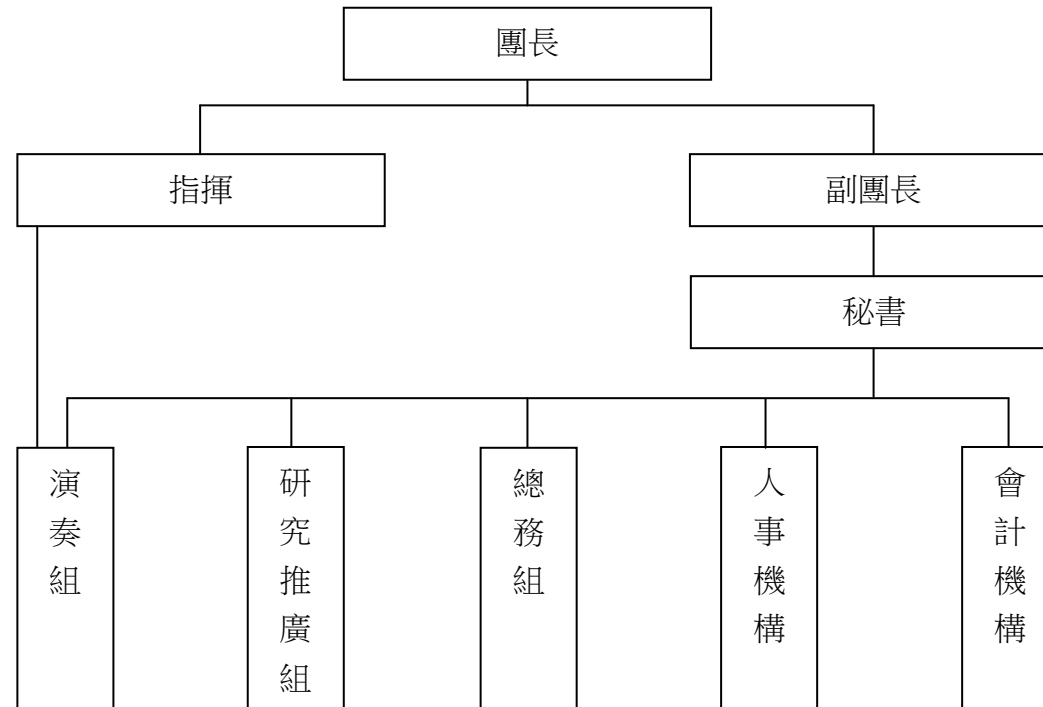 團長
指揮
副團長
秘書
演奏組
研究推廣組
總務組
人事機構
會計機構